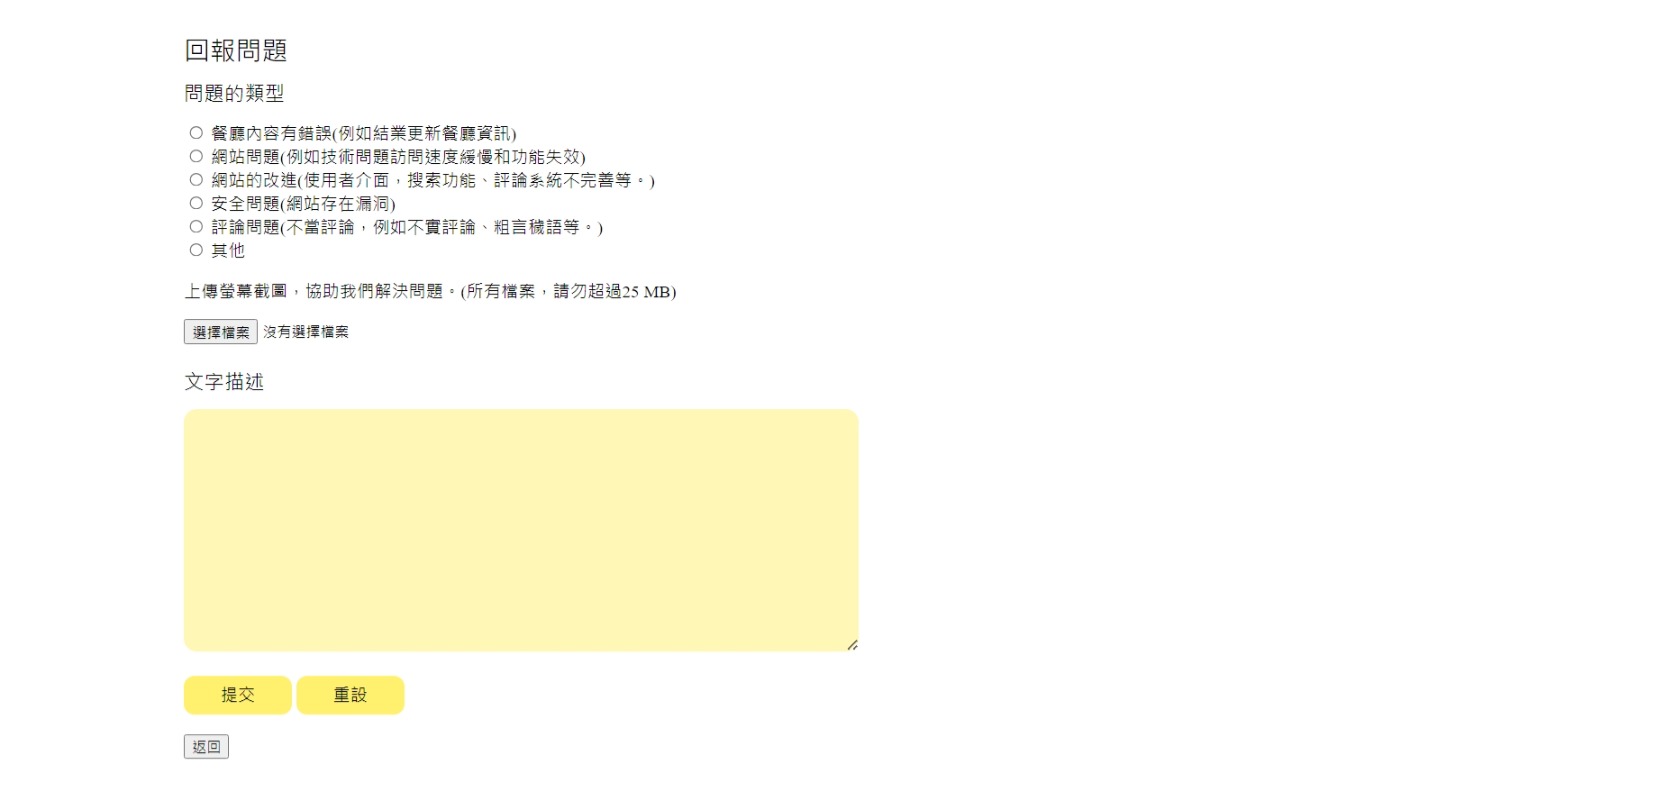 回報問題
問題的類型
餐廳內容有錯誤(例如結業更新餐廳資訊)
網站問題(例如技術問題訪問速度緩慢和功能失效)
網站的改進(使用者介面，搜索功能、評論系統不完善等。)
安全問題(網站存在漏洞)
評論問題(不當評論，例如不實評論、粗言穢語等。)
其他
上傳螢幕截圖，協助我們解決問題。(所有檔案，請勿超過25 MB)
選擇檔案 沒有選擇檔案
文字描述
提交 重設
返回